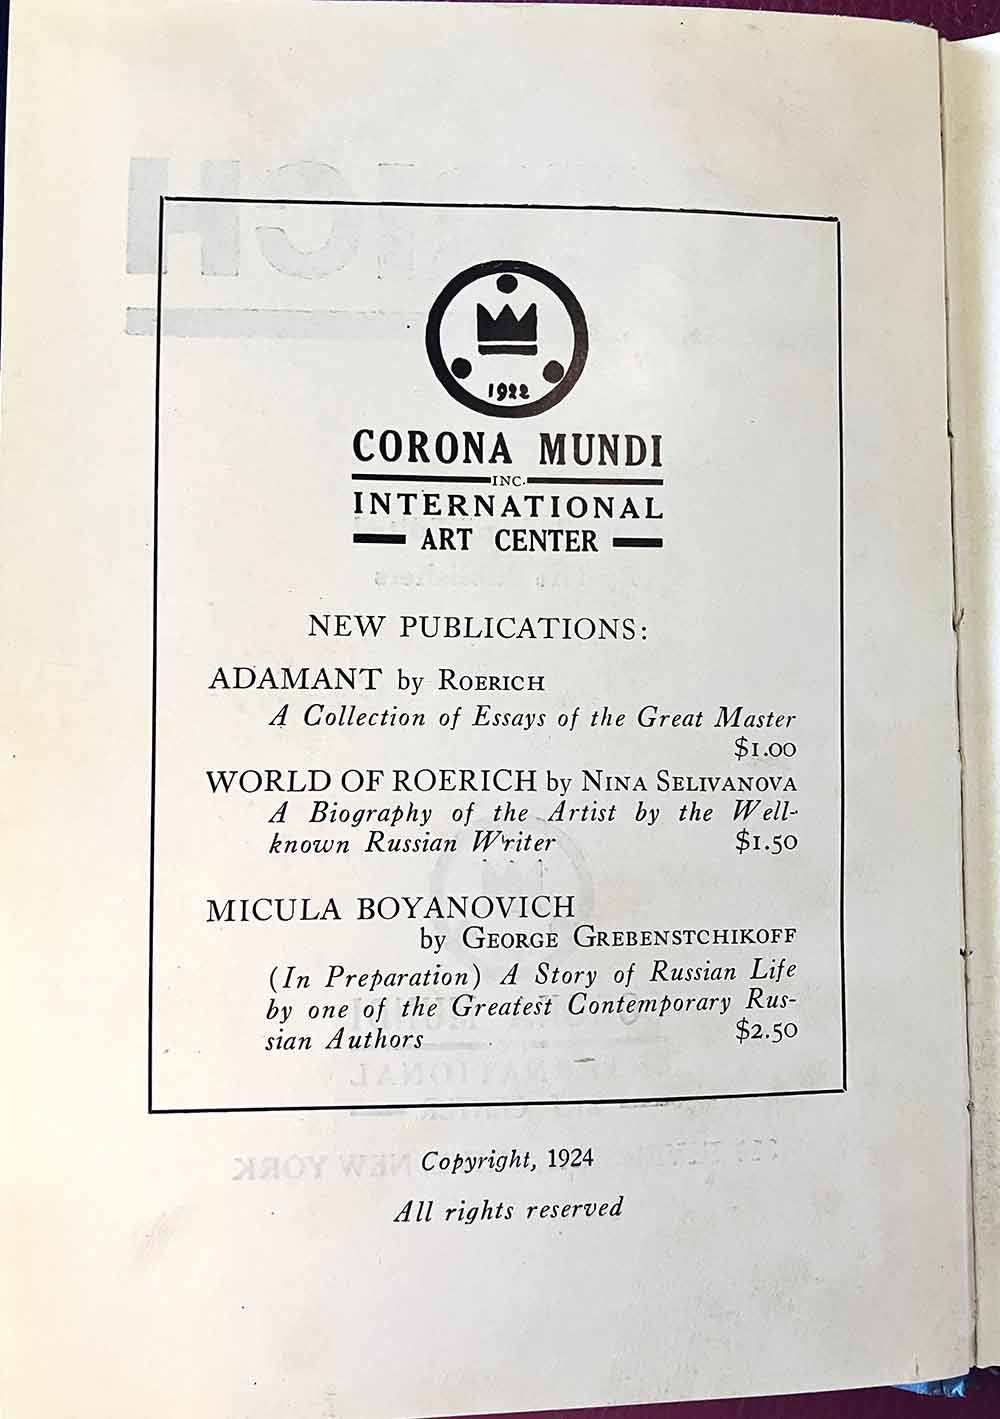 1922
CORONA MUNDI
INC.
INTERNATIONAL
ART CENTER
NEW PUBLICATIONS:
ADAMANT by ROERICH
A Collection of Essays of the Great Master
$1.00
WORLD OF ROERICH by NINA SELIVANOVA
A Biography of the Artist by the Well-
known Russian Writer $1.50
MICULA BOYANOVICH
by GEORGE GREBENSTCHIKOFF
(In Preparation) A Story of Russian Life
by one of the Greatest Contemporary Rus-
sian Authors $2.50
Copyright, 1924
All rights reserved